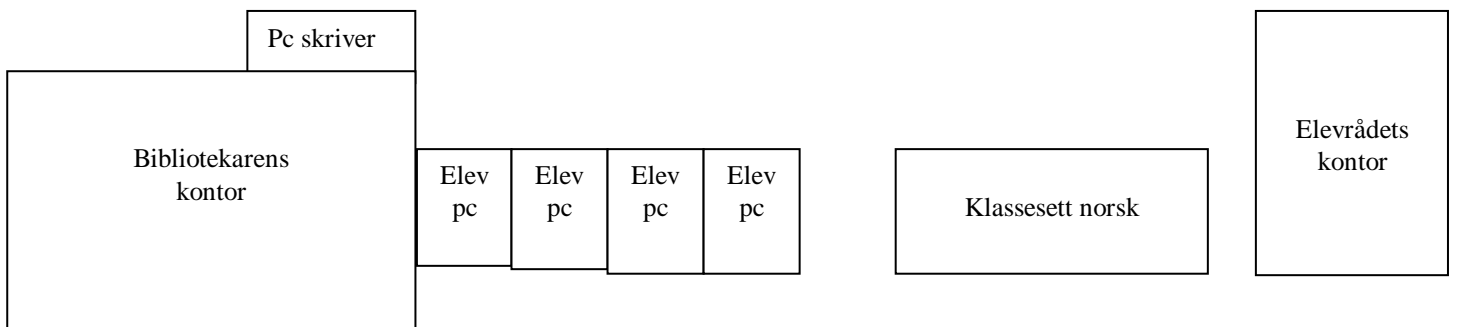 Pc skriver
Bibliotekarens
kontor
Elev
pc
Elev
pc
Elev
pc
Elev
pc
Klassesett norsk
Elevrådets
kontor